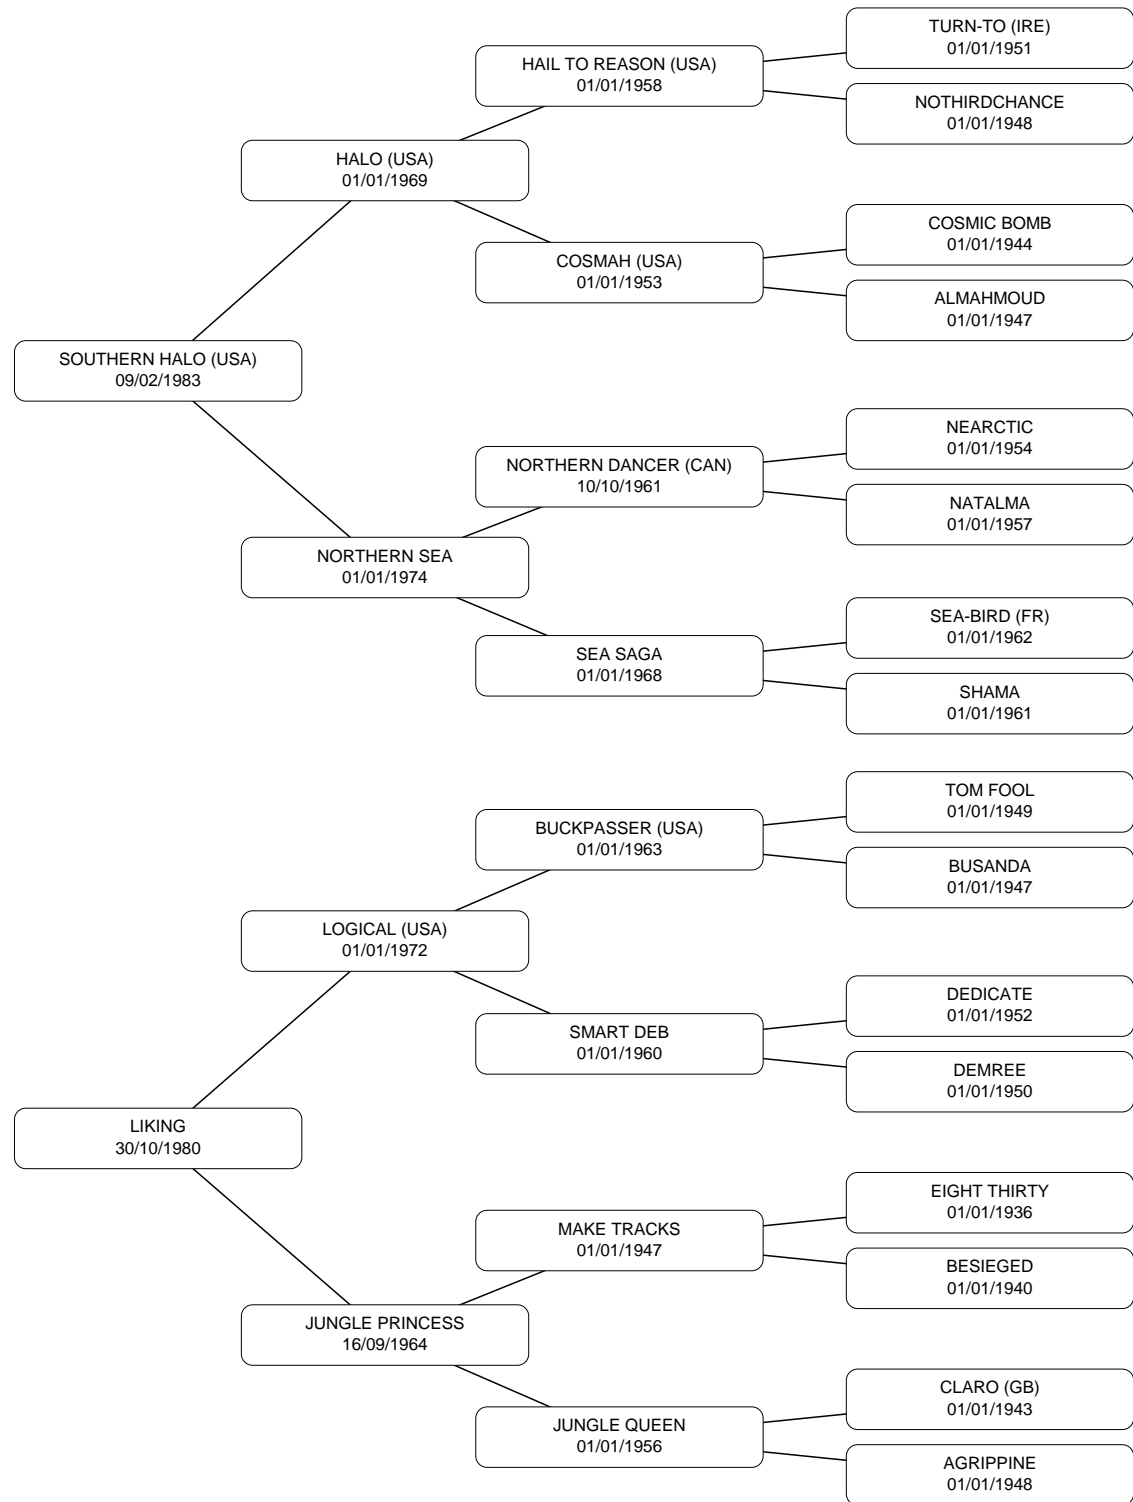 TURN-TO (IRE)
01/01/1951
HAIL TO REASON (USA)
01/01/1958
NOTHIRDCHANCE
01/01/1948
HALO (USA)
01/01/1969
COSMIC BOMB
01/01/1944
COSMAH (USA)
01/01/1953
ALMAHMOUD
01/01/1947
SOUTHERN HALO (USA)
09/02/1983
NEARCTIC
01/01/1954
NORTHERN DANCER (CAN)
10/10/1961
NATALMA
01/01/1957
NORTHERN SEA
01/01/1974
SEA-BIRD (FR)
01/01/1962
SEA SAGA
01/01/1968
SHAMA
01/01/1961
TOM FOOL
01/01/1949
BUCKPASSER (USA)
01/01/1963
BUSANDA
01/01/1947
LOGICAL (USA)
01/01/1972
DEDICATE
01/01/1952
SMART DEB
01/01/1960
DEMREE
01/01/1950
LIKING
30/10/1980
EIGHT THIRTY
01/01/1936
MAKE TRACKS
01/01/1947
BESIEGED
01/01/1940
JUNGLE PRINCESS
16/09/1964
CLARO (GB)
01/01/1943
JUNGLE QUEEN
01/01/1956
AGRIPPINE
01/01/1948